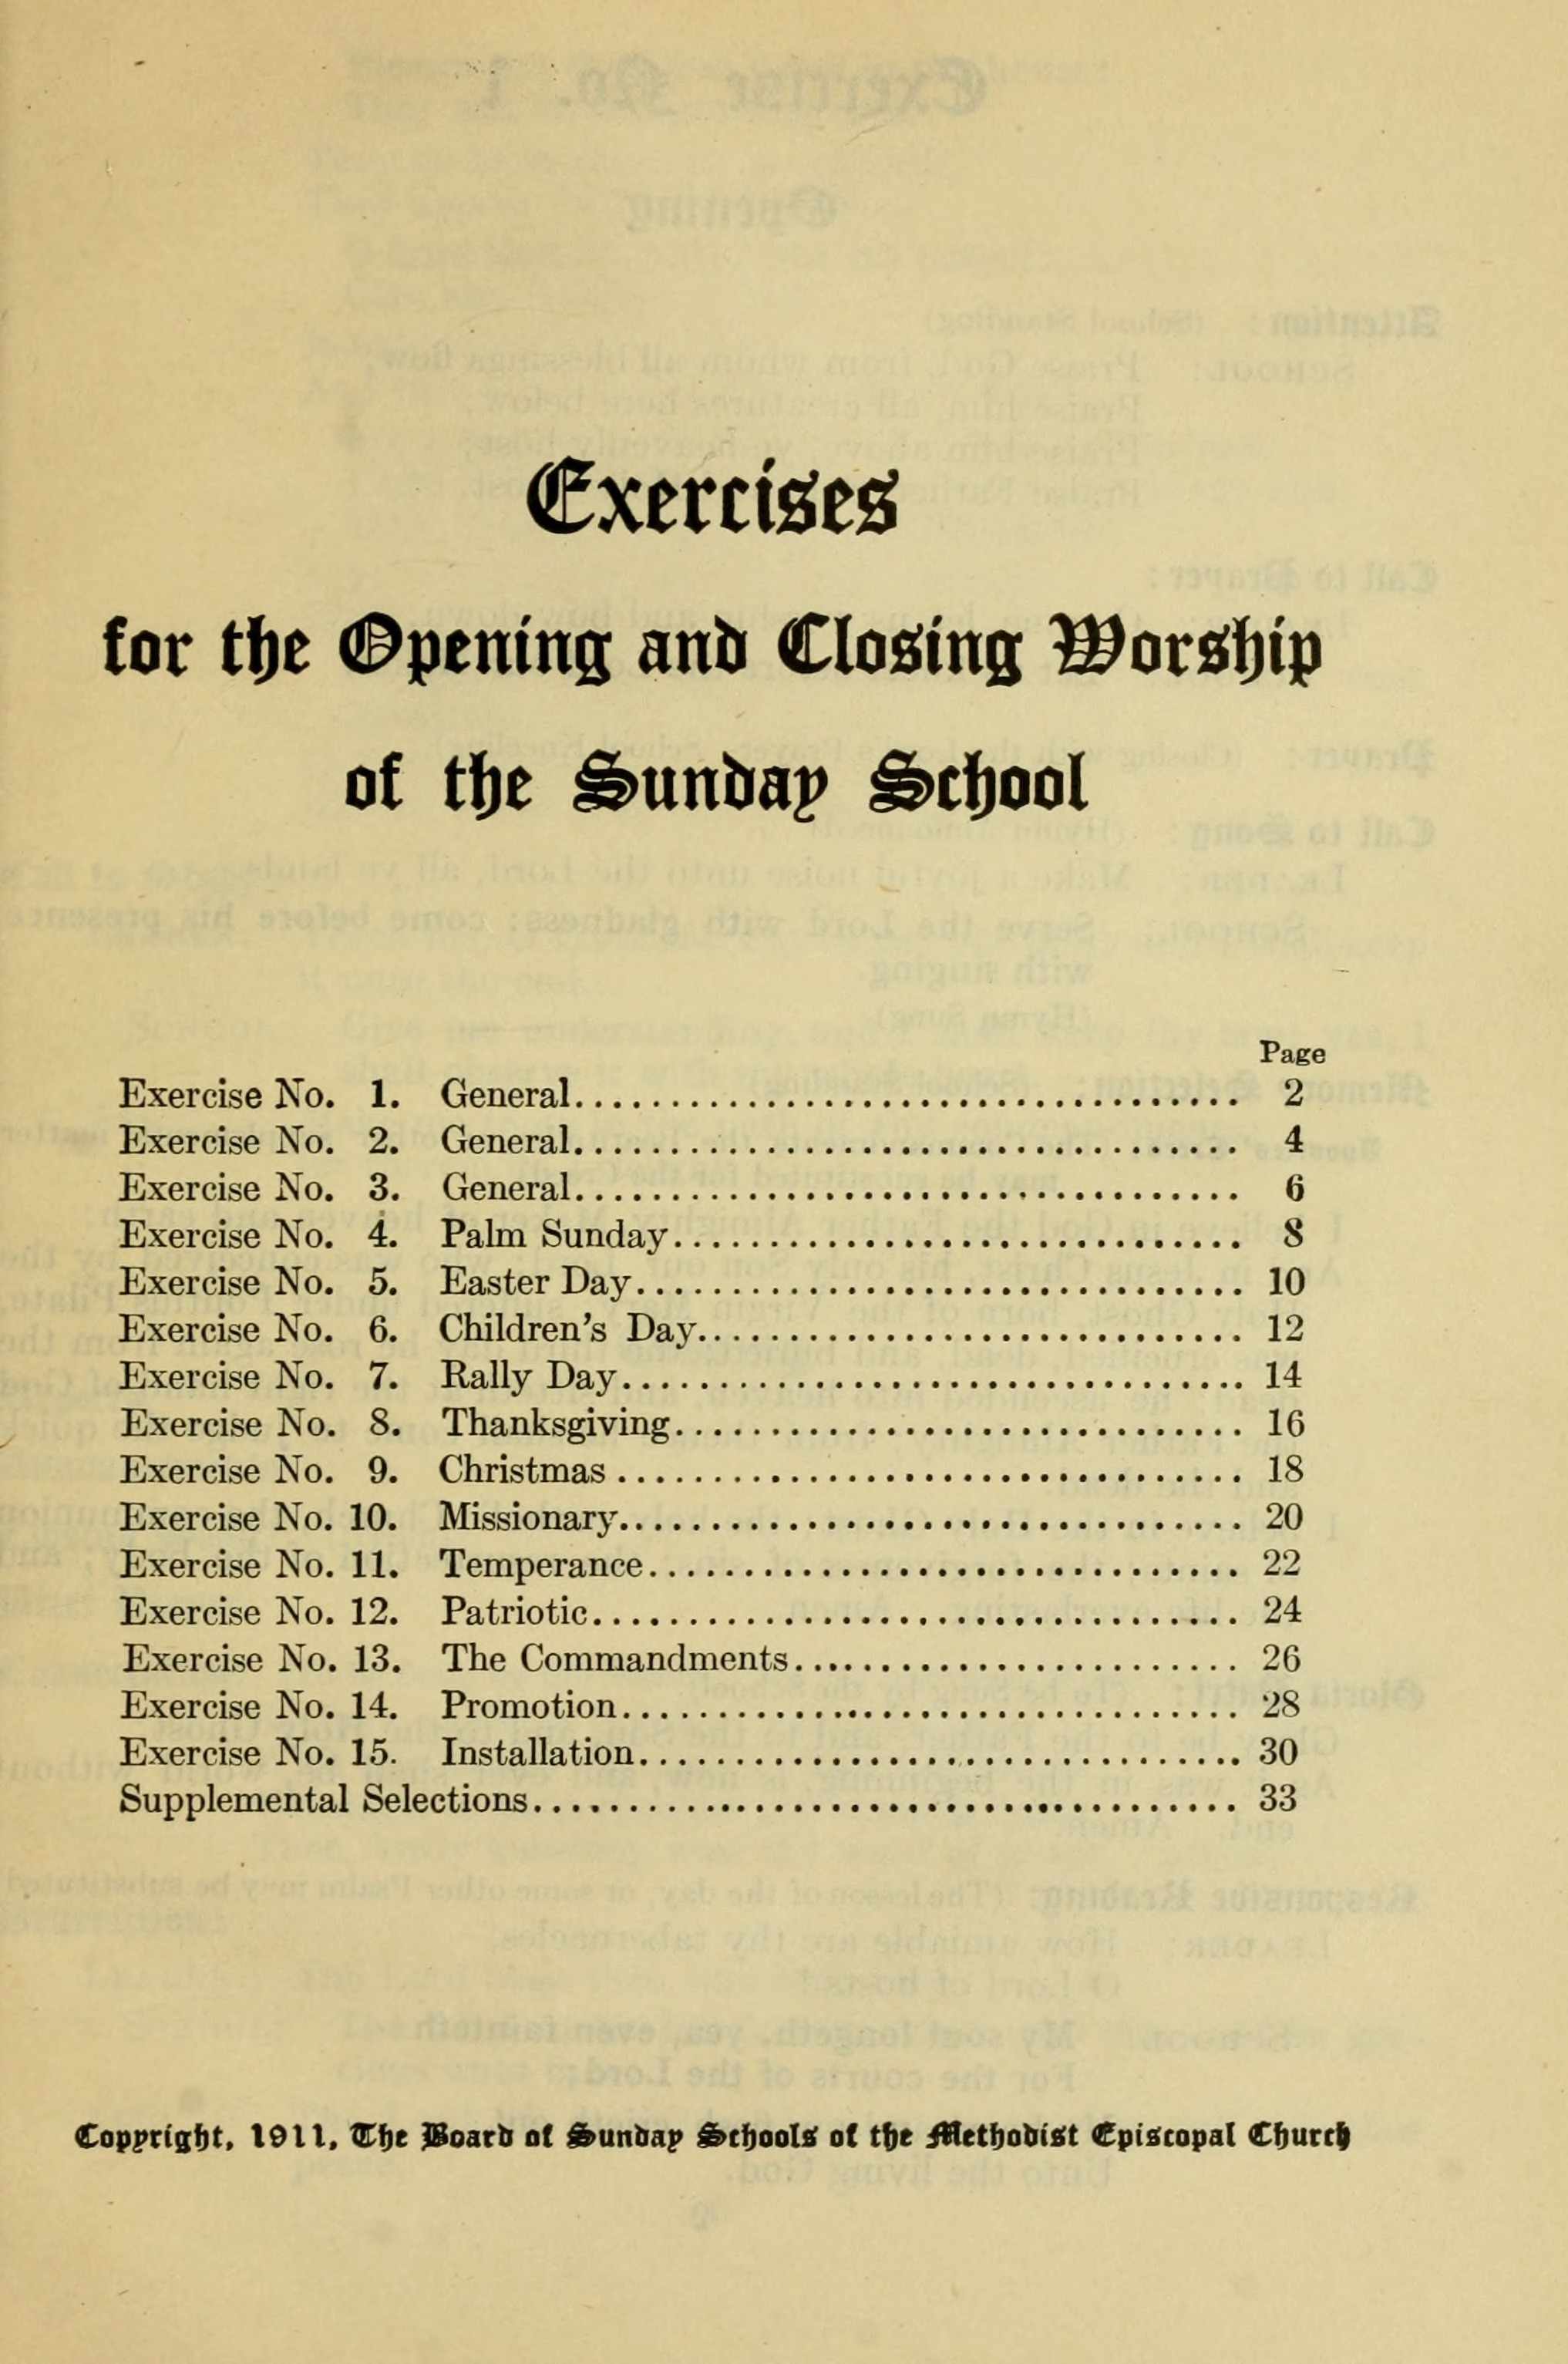 Exercises
for the Opening and Closing Worship
of the Sunday School
Page
Exercise No. 1. General........................................ 2
Exercise No. 2. General........................................ 4
Exercise No. 3. General........................................ 6
Exercise No. 4. Palm Sunday.............................. 8
Exercise No. 5. Easter Day................................ 10
Exercise No. 6. Children's Day............................. 12
Exercise No. 7. Rally Day................................. 14
Exercise No. 8. Thanksgiving.............................. 16
Exercise No. 9. Christmas ................................. 18
Exercise No. 10. Missionary................................. 20
Exercise No. 11. Temperance............................... 22
Exercise No. 12. Patriotic.................................. 24
Exercise No. 13. The Commandments........................ 26
Exercise No. 14. Promotion................................. 28
Exercise No. 15. Installation................................ 30
Supplemental Selections..................................... 33
Copyright, 1911, The Board of Sunday Schools of the Methodist Episcopal Church